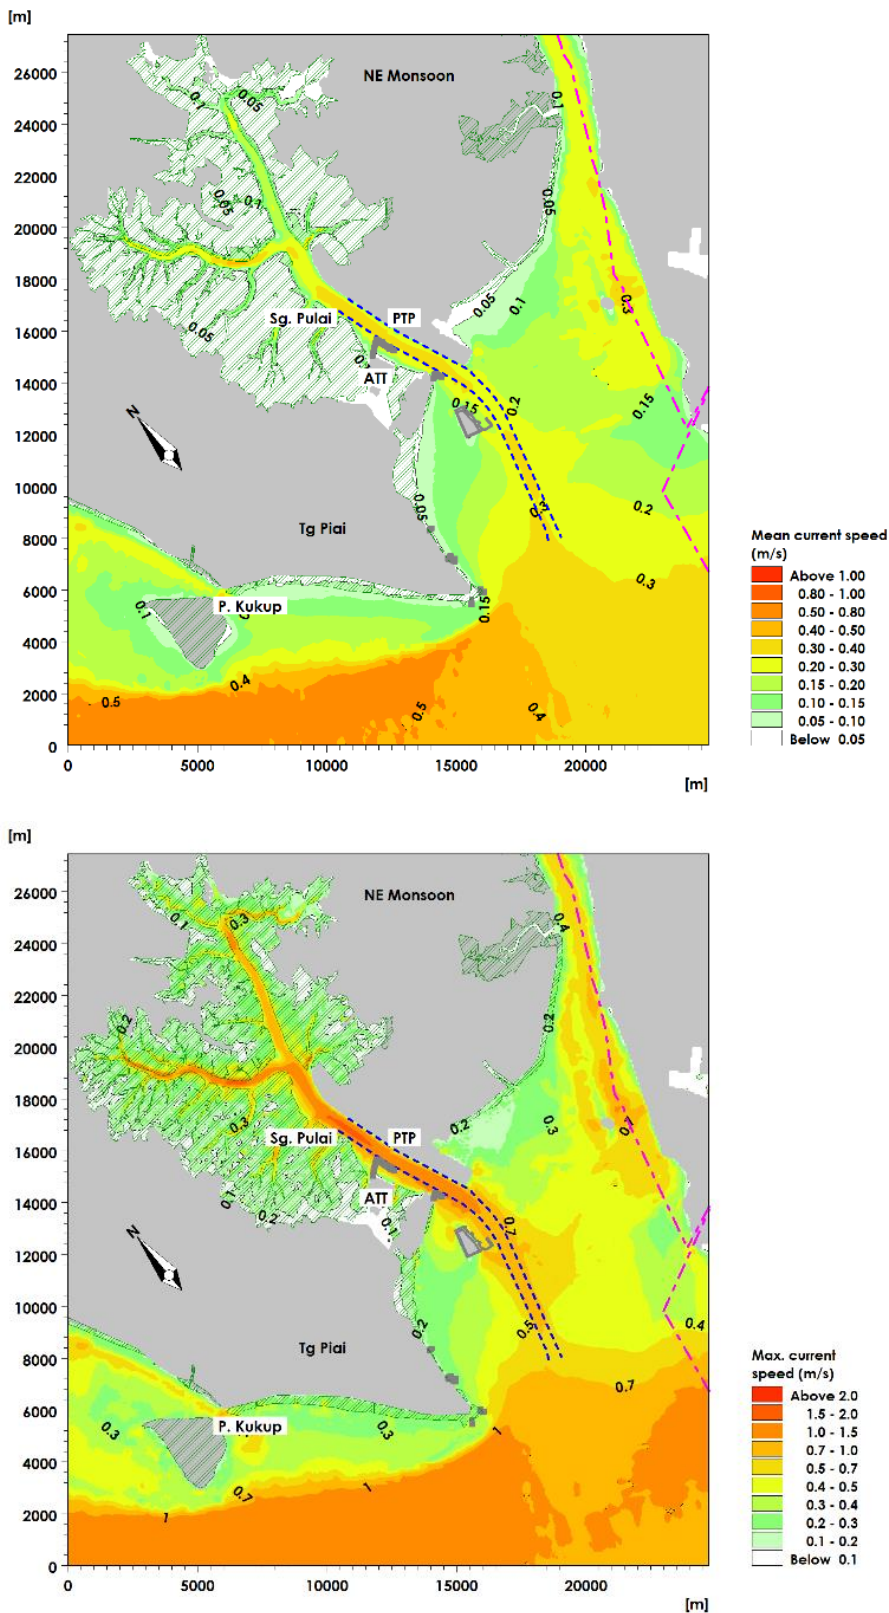 [m]
26000
24000
22000
20000
18000
16000
14000
12000
10000
8000
6000
4000
2000
0
0 5000 10000 15000 20000
[m]
NE Monsoon
0.1
0.05
0.1
0.05
0.1
0.05
0.05
0.05
0.1
0.3
Sg. Pulai
PTP
ATT
0.15
0.2
0.15
0.2
N
0.05
0.3
Tg Piai
0.3
P. Kukup
0.1
0.15
0.4
0.5
0.5
0.4
Mean current speed
(m/s)
Above 1.00
0.80 - 1.00
0.50 - 0.80
0.40 - 0.50
0.30 - 0.40
0.20 - 0.30
0.15 - 0.20
0.10 - 0.15
0.05 - 0.10
Below 0.05
[m]
26000
24000
22000
20000
18000
16000
14000
12000
10000
8000
6000
4000
2000
0
0 5000 10000 15000 20000
[m]
NE Monsoon
0.1
0.3
0.4
0.2
0.2
0.3
0.2
0.3
0.7
Sg. Pulai
PTP
ATT
0.1
0.2
0.1
0.7
N
0.2
0.5
0.4
Tg Piai
0.7
P. Kukup
0.3
0.3
1
0.7
1
1
Max. current
speed (m/s)
Above 2.0
1.5 - 2.0
1.0 - 1.5
0.7 - 1.0
0.5 - 0.7
0.4 - 0.5
0.3 - 0.4
0.2 - 0.3
0.1 - 0.2
Below 0.1